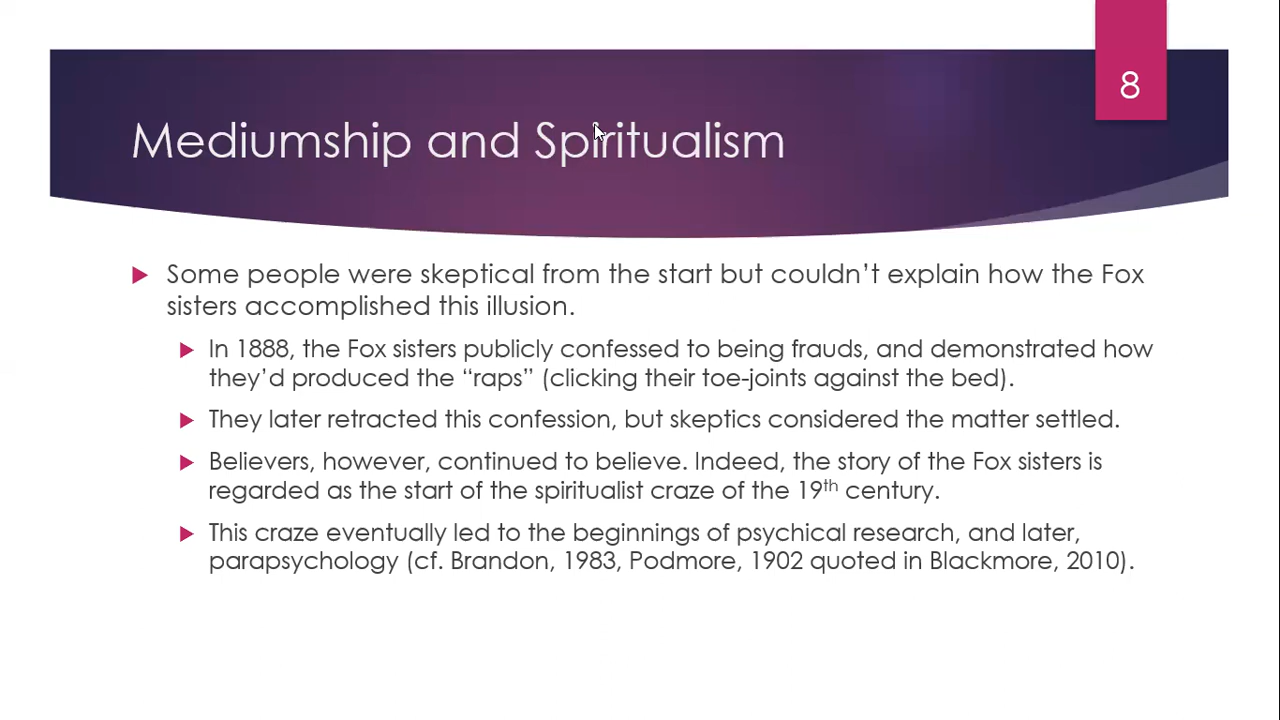 8
Mediumship and Spiritualism
Some people were skeptical from the start but couldn’t explain how the Fox
sisters accomplished this illusion.
In 1888, the Fox sisters publicly confessed to being frauds, and demonstrated how
they’d produced the “raps” (clicking their toe-joints against the bed).
They later retracted this confession, but skeptics considered the matter settled.
Believers, however, continued to believe. Indeed, the story of the Fox sisters is
regarded as the start of the spiritualist craze of the 19th century.
This craze eventually led to the beginnings of psychical research, and later,
parapsychology (cf. Brandon, 1983, Podmore, 1902 quoted in Blackmore, 2010).